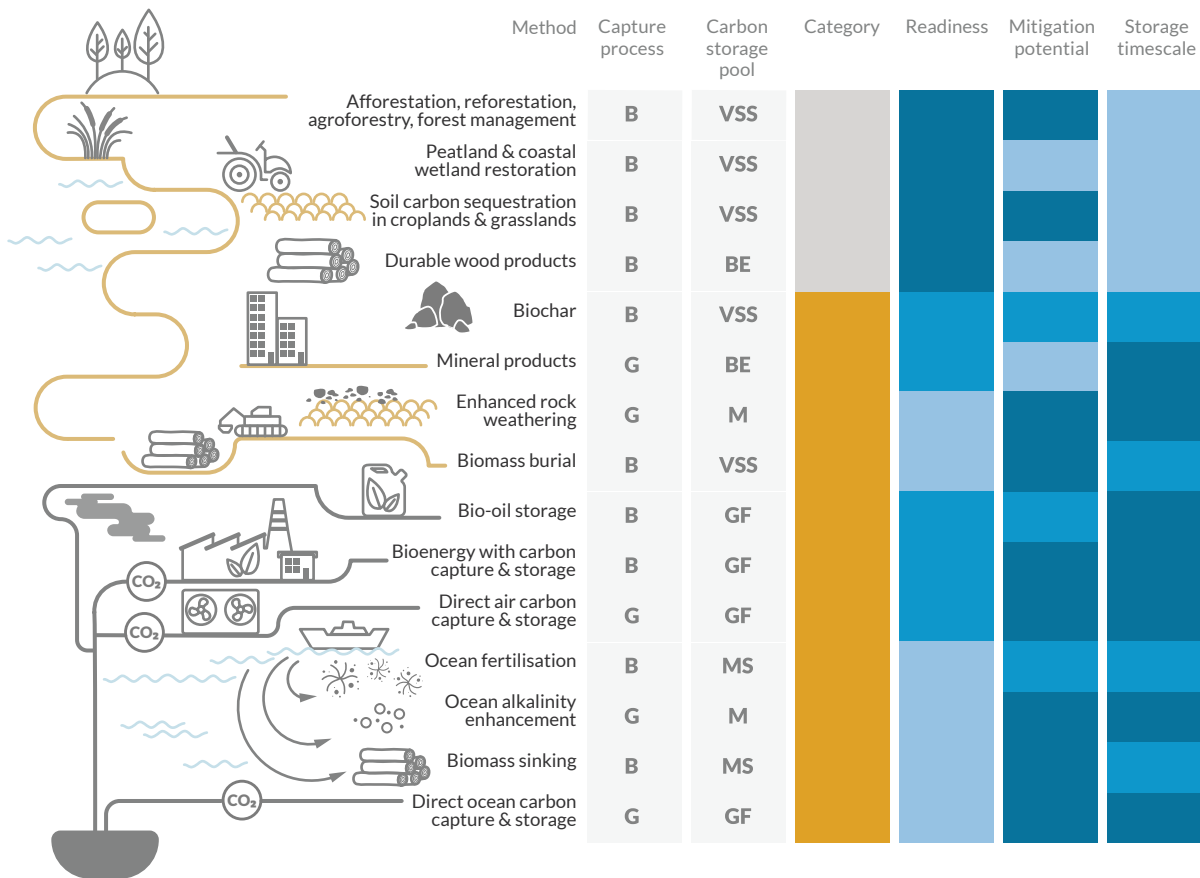 Method
Capture
process
Carbon
storage
pool
Category
Readiness
Mitigation
potential
Storage
timescale
Afforestation, reforestation,
agroforestry, forest management
B
VSS
Peatland & coastal
wetland restoration
B
VSS
Soil carbon sequestration
in croplands & grasslands
B
VSS
Durable wood products
B
BE
Biochar
B
VSS
Mineral products
G
BE
Enhanced rock
weathering
G
M
Biomass burial
B
VSS
Bio-oil storage
B
GF
Bioenergy with carbon
capture & storage
B
GF
CO₂
Direct air carbon
capture & storage
G
GF
CO₂
Ocean fertilisation
B
MS
Ocean alkalinity
enhancement
G
M
Biomass sinking
B
MS
CO₂
Direct ocean carbon
capture & storage
G
GF